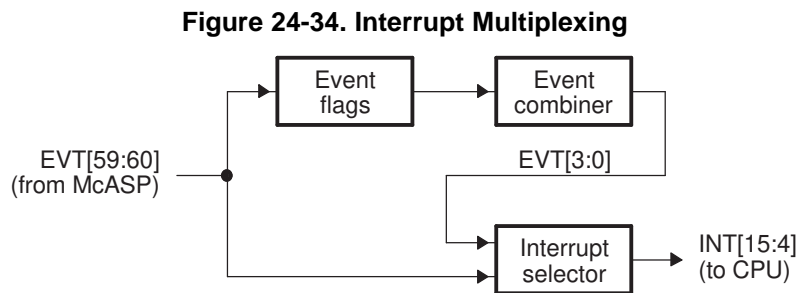 Figure 24-34. Interrupt Multiplexing
Event
flags
Event
combiner
EVT[59:60]
(from McASP)
EVT[3:0]
Interrupt
selector
INT[15:4]
(to CPU)